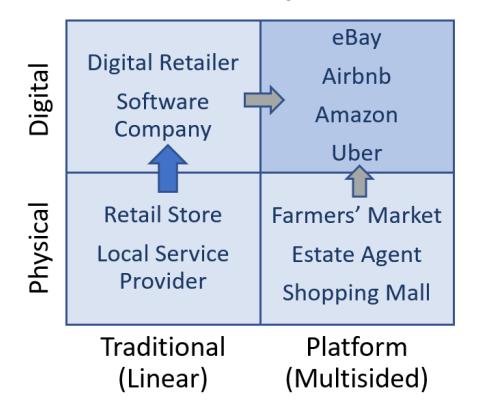 Digital
Digital Retailer
Software
Company
eBay
Airbnb
Amazon
Uber
Physical
Retail Store
Local Service
Provider
Farmers’ Market
Estate Agent
Shopping Mall
Traditional
(Linear)
Platform
(Multisided)